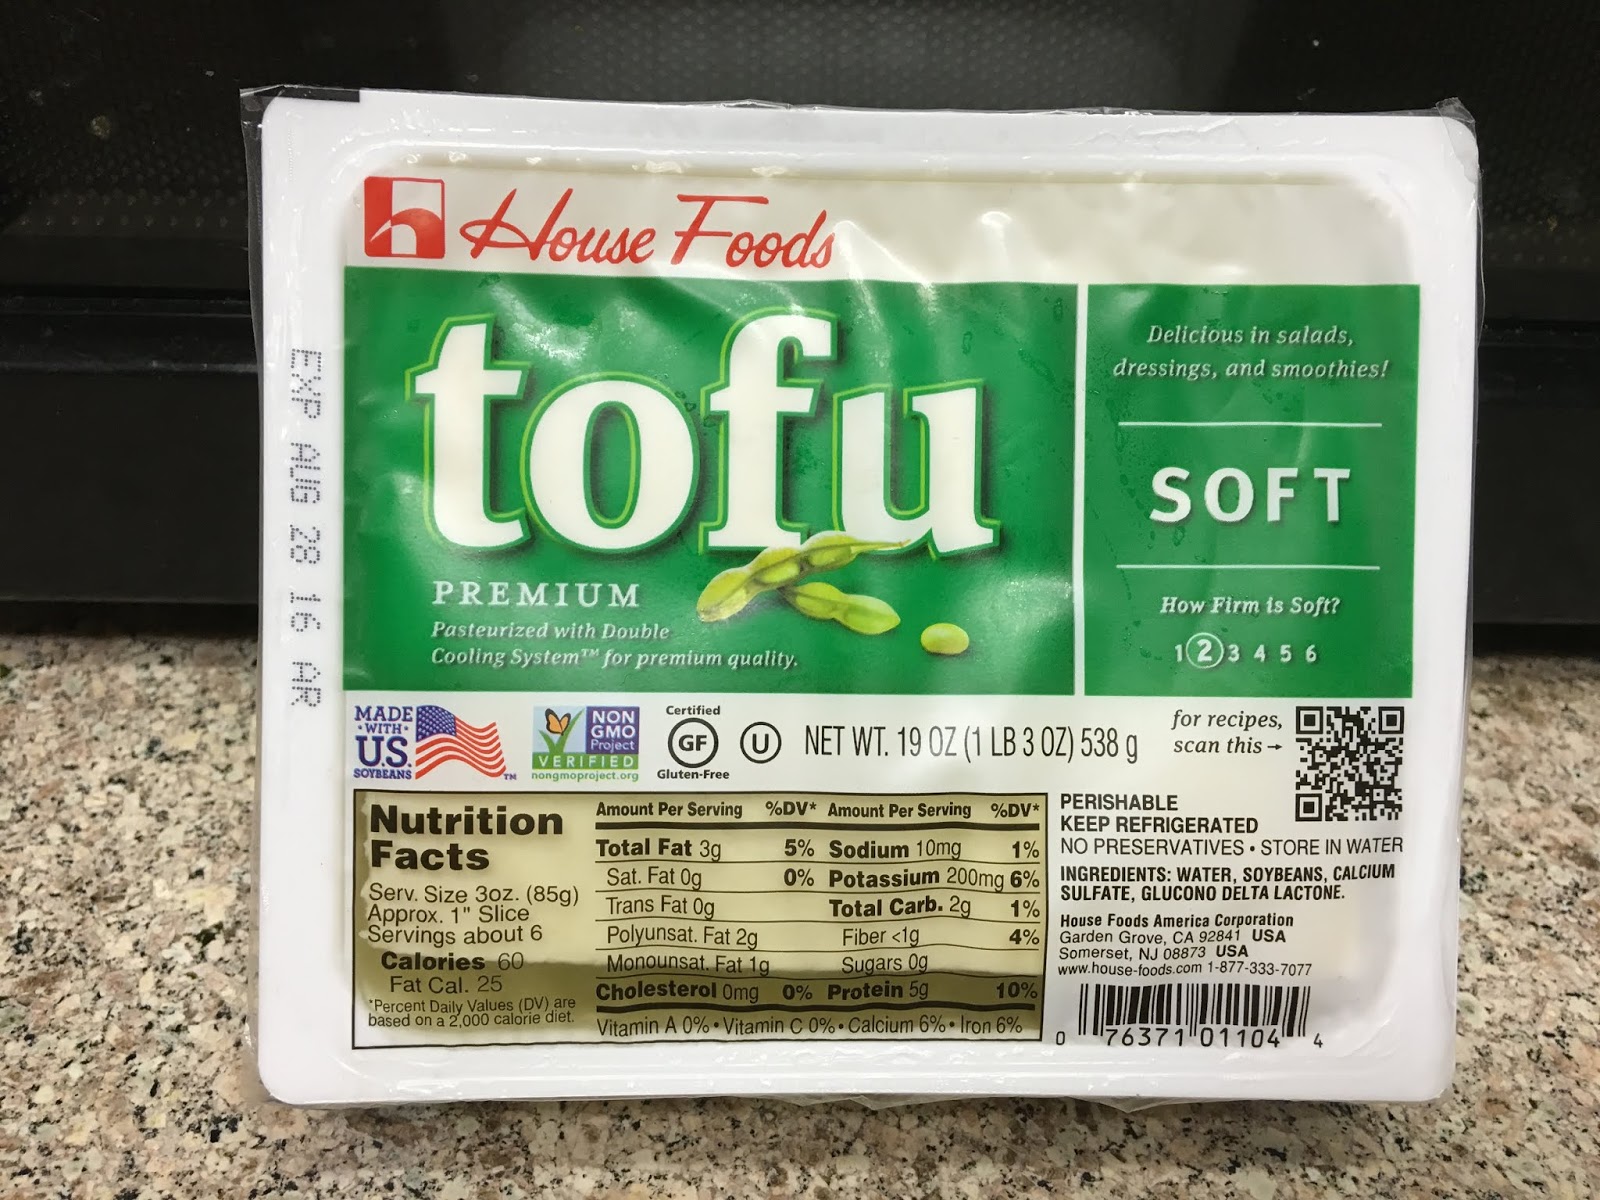 House Foods
tofu
PREMIUM
Pasteurized with Double
Cooling System™ for premium quality.
Delicious in salads,
dressings, and smoothies!
SOFT
How Firm is Soft?
1 2 3 4 5 6
EXP AUG 28 16 AR
MADE
•WITH•
U.S.
SOYBEANS
TM
NON
GMO
Project
VERIFIED
nongmoproject.org
Certified
GF
Gluten-Free
U
NET WT. 19 OZ (1 LB 3 OZ) 538 g
for recipes,
scan this→
Nutrition
Facts
Serv. Size 3oz. (85g)
Approx. 1" Slice
Servings about 6
Calories 60
Fat Cal. 25
*Percent Daily Values (DV) are
based on a 2,000 calorie diet.
Amount Per Serving %DV* Amount Per Serving %DV*
Total Fat 3g 5% Sodium 10mg 1%
Sat. Fat 0g 0% Potassium 200mg 6%
Trans Fat 0g Total Carb. 2g 1%
Polyunsat. Fat 2g Fiber <1g 4%
Monounsat. Fat 1g Sugars 0g
Cholesterol 0mg 0% Protein 5g 10%
Vitamin A 0% • Vitamin C 0% • Calcium 6% • Iron 6%
PERISHABLE
KEEP REFRIGERATED
NO PRESERVATIVES • STORE IN WATER
INGREDIENTS: WATER, SOYBEANS, CALCIUM
SULFATE, GLUCONO DELTA LACTONE.
House Foods America Corporation
Garden Grove, CA 92841 USA
Somerset, NJ 08873 USA
www.house-foods.com 1-877-333-7077
0 76371 01104 4